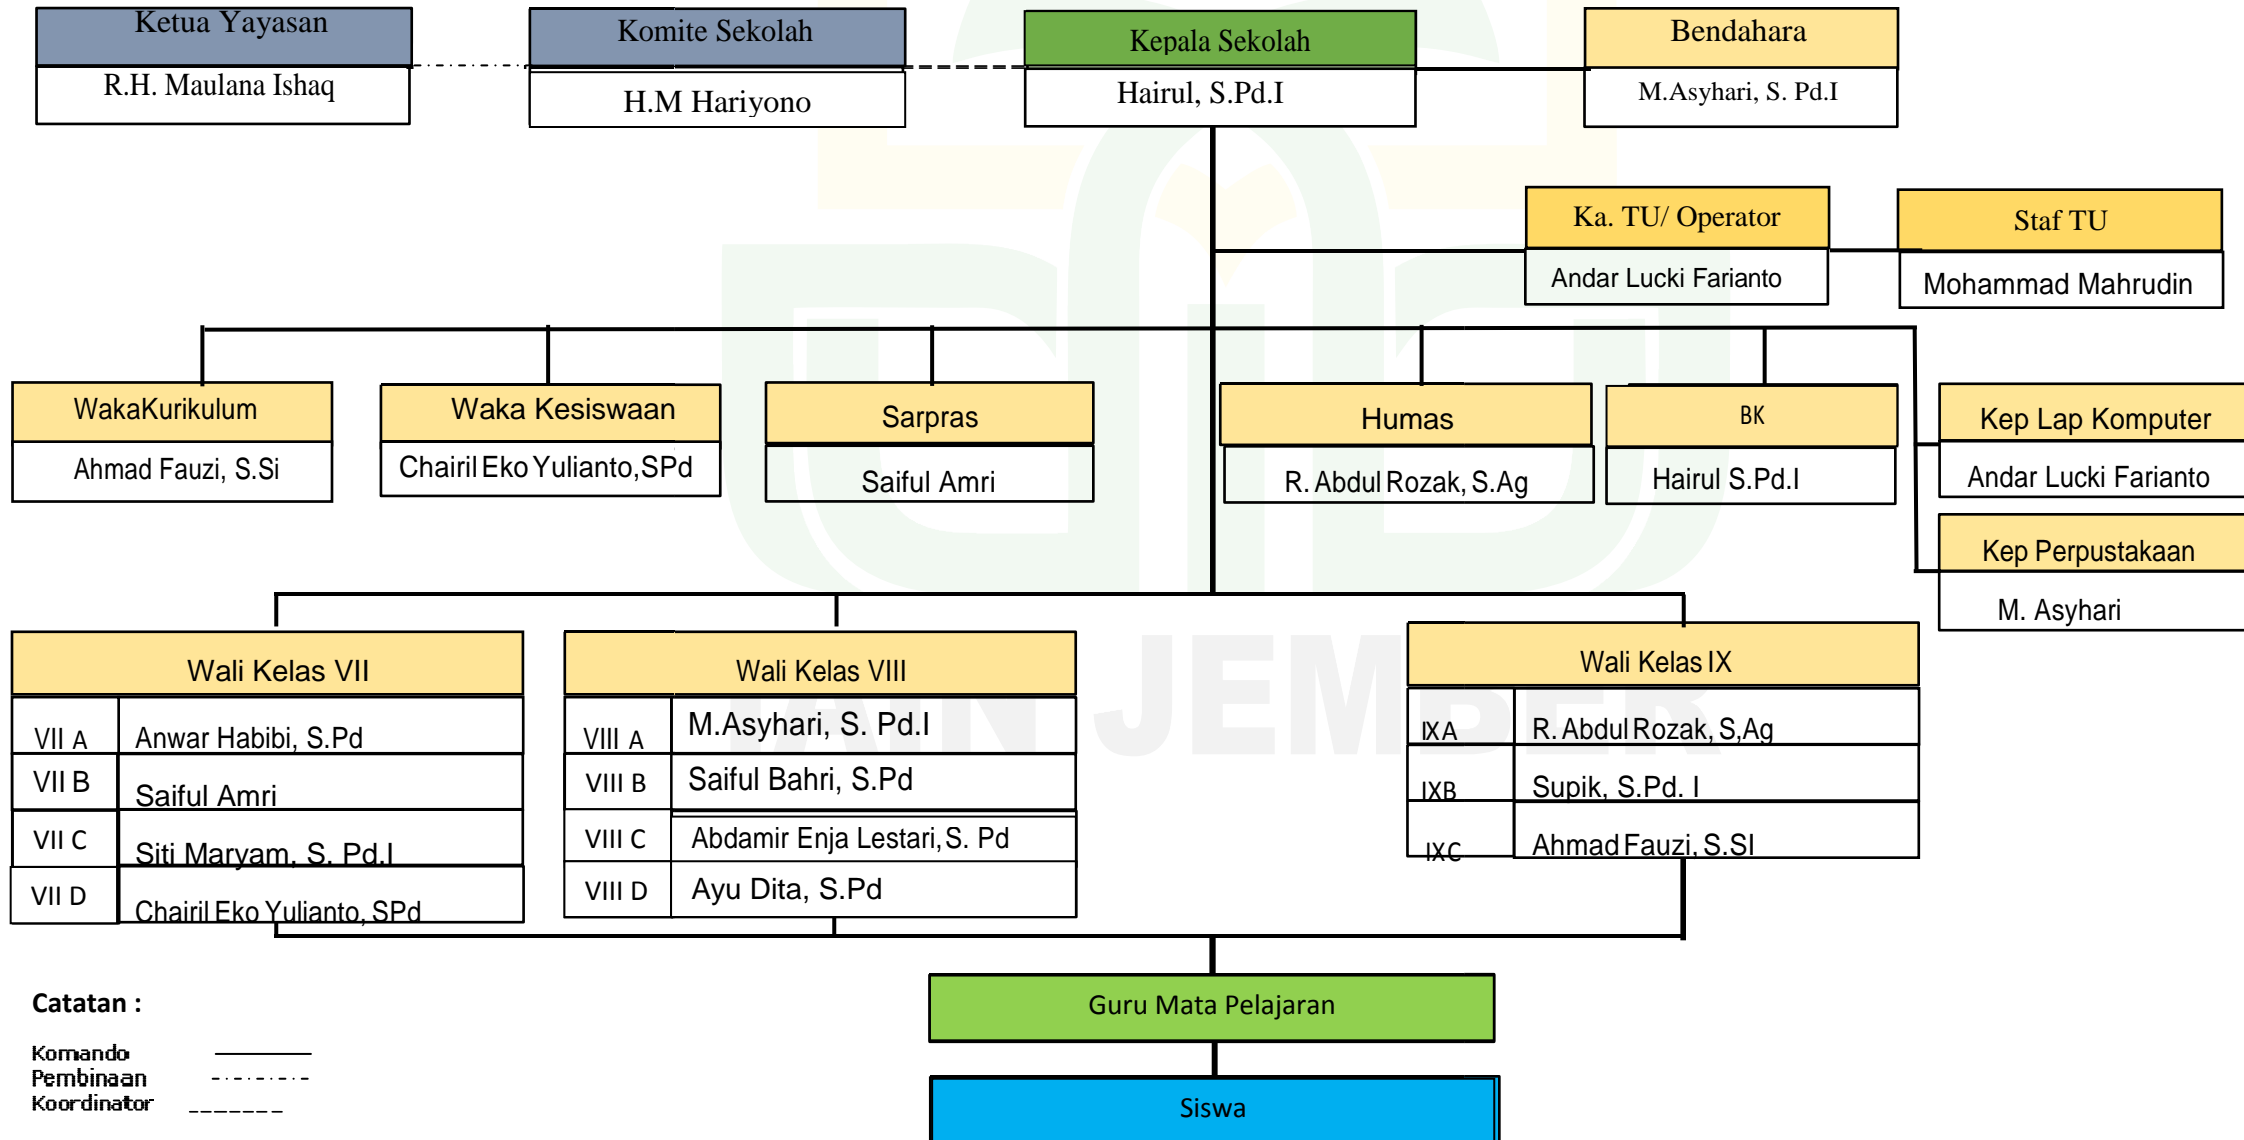 Ketua Yayasan
R.H. Maulana Ishaq
Komite Sekolah
H.M Hariyono
Kepala Sekolah
Hairul, S.Pd.I
Bendahara
M.Asyhari, S. Pd.I
Ka. TU/ Operator
Andar Lucki Farianto
Staf TU
Mohammad Mahrudin
WakaKurikulum
Ahmad Fauzi, S.Si
Waka Kesiswaan
Chairil Eko Yulianto,SPd
Sarpras
Saiful Amri
Humas
R. Abdul Rozak, S.Ag
BK
Hairul S.Pd.I
Kep Lap Komputer
Andar Lucki Farianto
Kep Perpustakaan
M. Asyhari
Wali Kelas VII
VII A Anwar Habibi, S.Pd
VII B Saiful Amri
VII C Siti Maryam, S. Pd.I
VII D Chairil Eko Yulianto, SPd
Wali Kelas VIII
VIII A M.Asyhari, S. Pd.I
VIII B Saiful Bahri, S.Pd
VIII C Abdamir Enja Lestari, S. Pd
VIII D Ayu Dita, S.Pd
Wali Kelas IX
IXA R. Abdul Rozak, S,Ag
IXB Supik, S.Pd. I
IXC Ahmad Fauzi, S.SI
IAIN JEMBER
Guru Mata Pelajaran
Siswa
Catatan :
Komando
Pembinaan
Koordinator